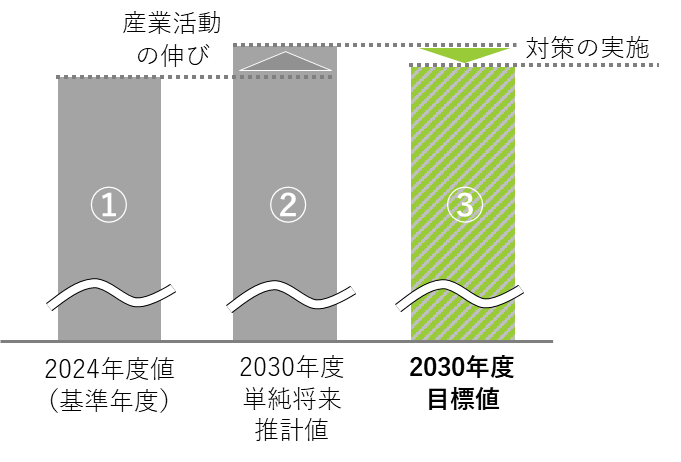 産業活動
の伸び
対策の実施
①
②
③
2024年度値
（基準年度）
2030年度
単純将来
推計値
2030年度
目標値